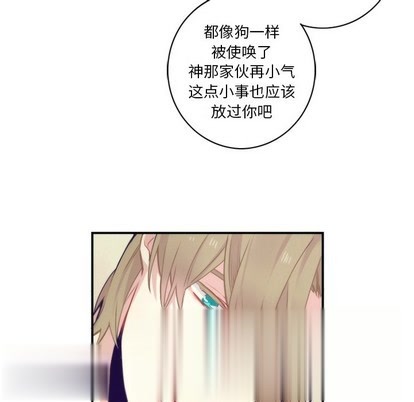 都像狗一样
被使唤了
神那家伙再小气
这点小事也应该
放过你吧